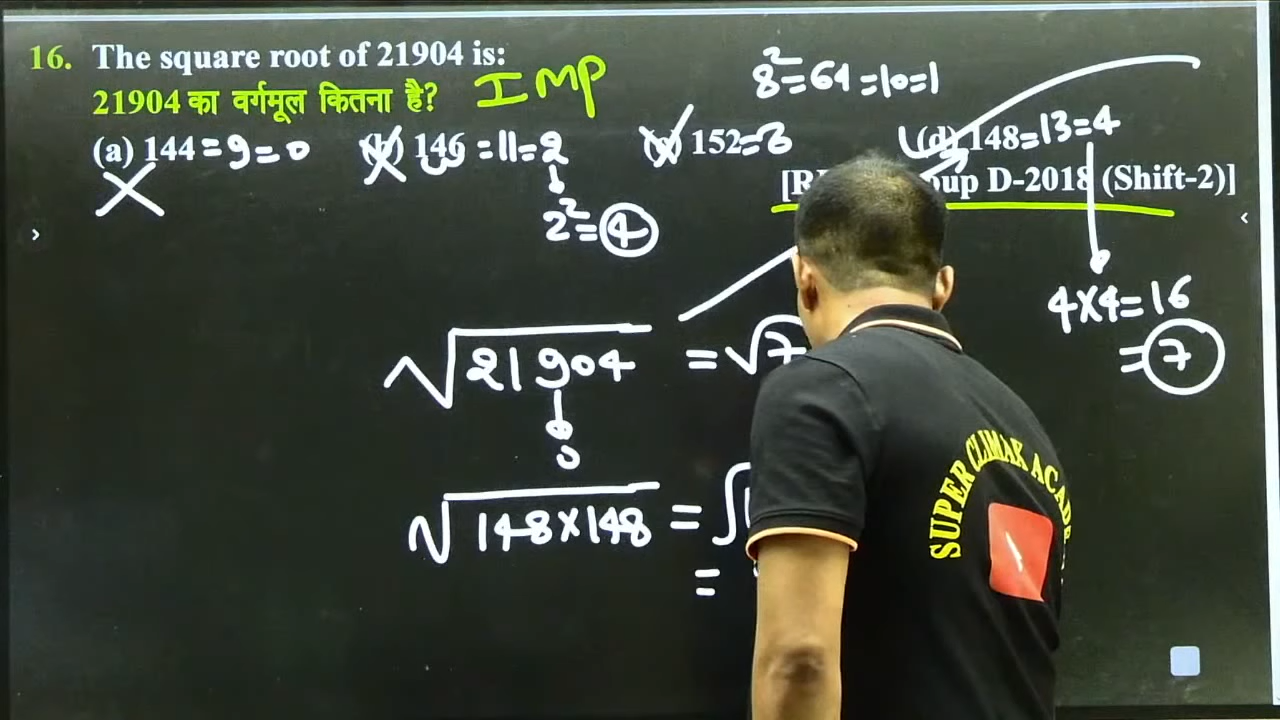 16. The square root of 21904 is:
21904 का वर्गमूल कितना है? IMP
8²=64=10=1
(a) 144=9=0 146=11=2 152=8 (d) 148=13=4
oup D-2018 (Shift-2)]
2²=4
4×4=16
=7
√21904 = √7
0
√148×148 =
=
SUPER CLIMAX ACADE